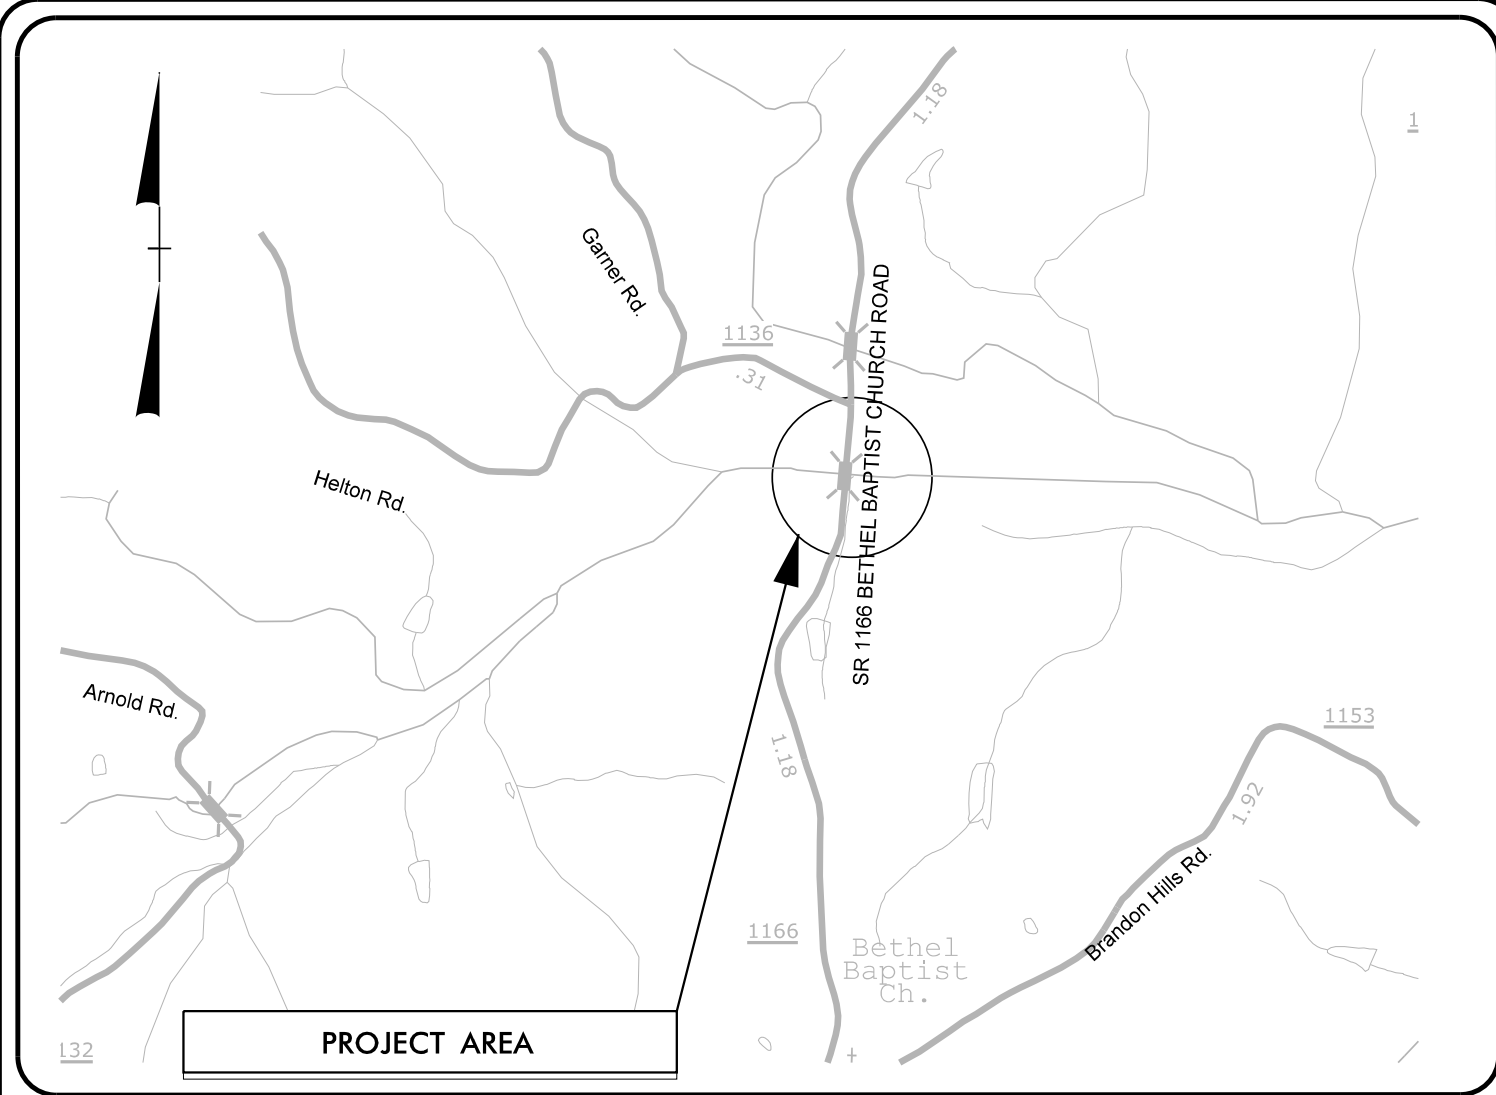 1.18
1
Garner Rd.
1136
.31
SR 1166 BETHEL BAPTIST CHURCH ROAD
Helton Rd.
Arnold Rd.
1153
1.18
1.92
Brandon Hills Rd.
1166
Bethel
Baptist
Ch.
PROJECT AREA
132